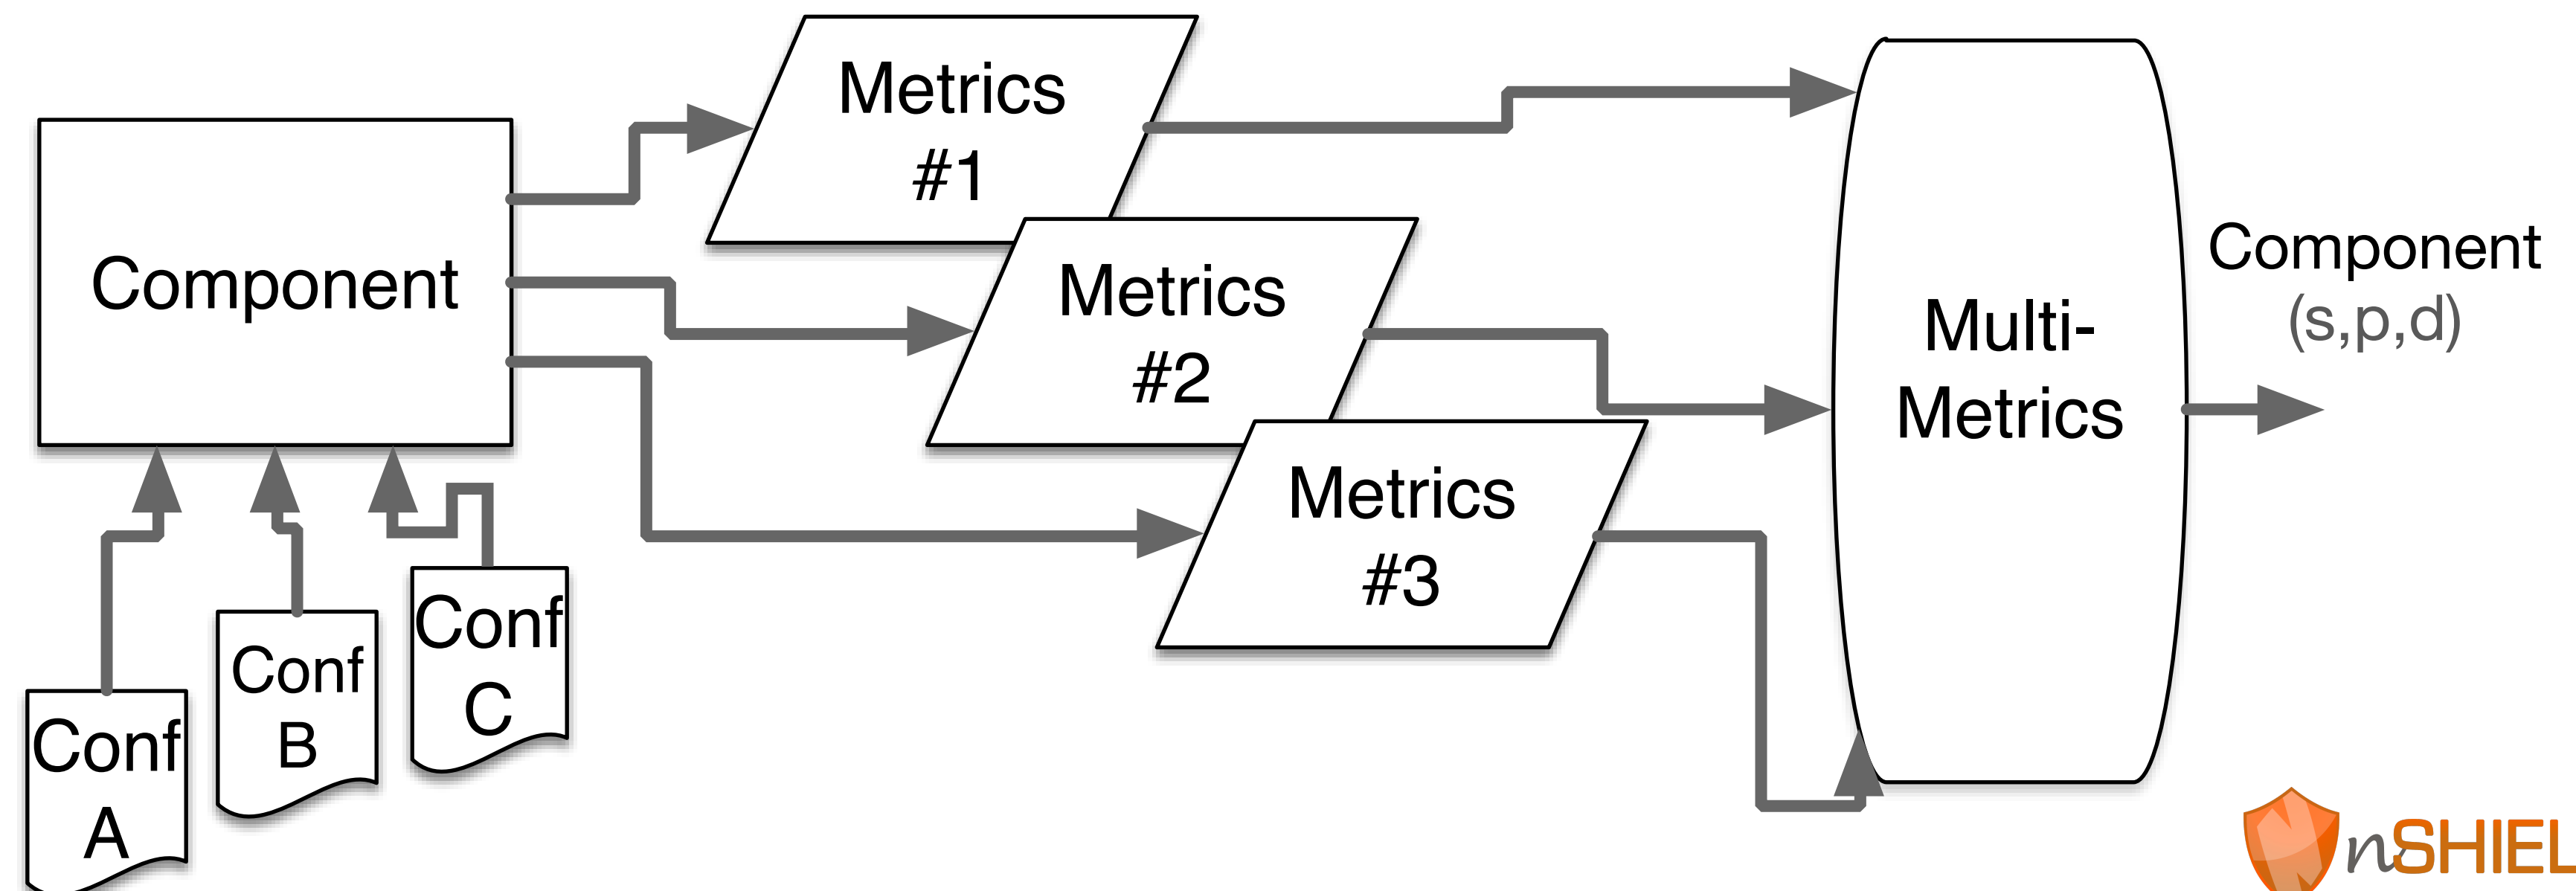 Metrics
#1
Component
Metrics
#2
Metrics
#3
Multi-
Metrics
Component
(s,p,d)
Conf
A
Conf
B
Conf
C
nSHIEL